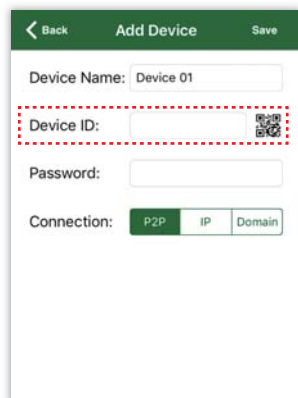 Back Add Device Save
Device Name: Device 01
Device ID:
Password:
Connection: P2P IP Domain